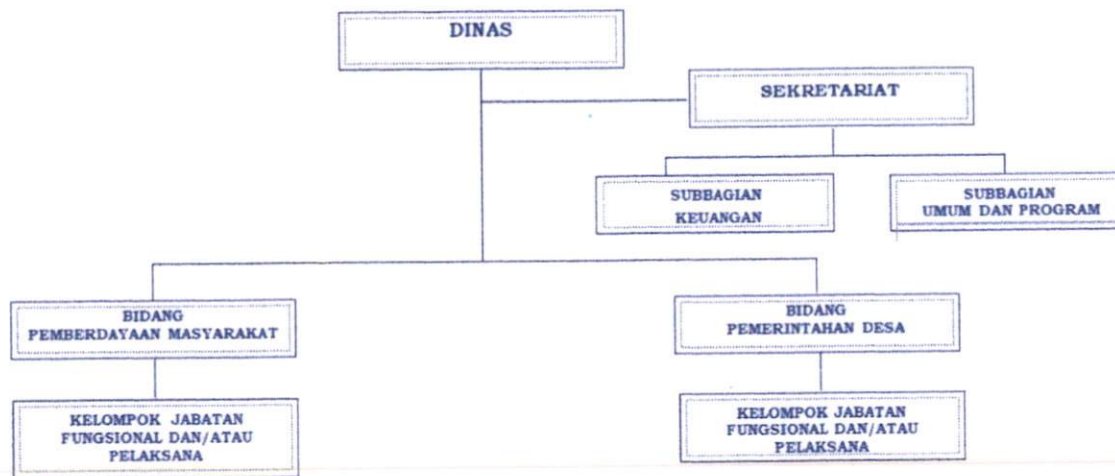 DINAS
SEKRETARIAT
SUBBAGIAN
KEUANGAN
SUBBAGIAN
UMUM DAN PROGRAM
BIDANG
PEMBERDAYAAN MASYARAKAT
BIDANG
PEMERINTAHAN DESA
KELOMPOK JABATAN
FUNGSIONAL DAN/ATAU
PELAKSANA
KELOMPOK JABATAN
FUNGSIONAL DAN/ATAU
PELAKSANA